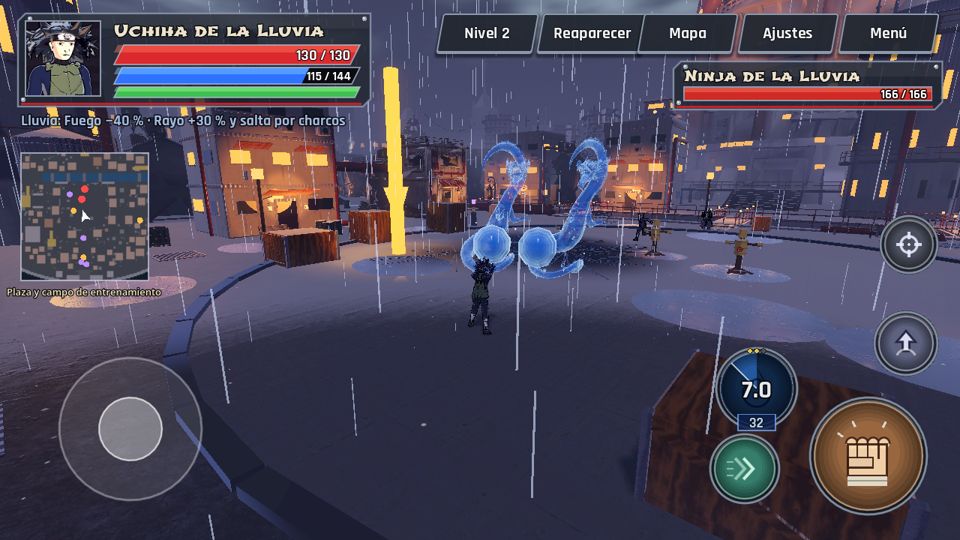 Uchiha de la Lluvia
130 / 130
115 / 144
Lluvia: Fuego −40 % · Rayo +30 % y salta por charcos
Plaza y campo de entrenamiento
Nivel 2
Reaparecer
Mapa
Ajustes
Menú
Ninja de la Lluvia
166 / 166
7.0
32